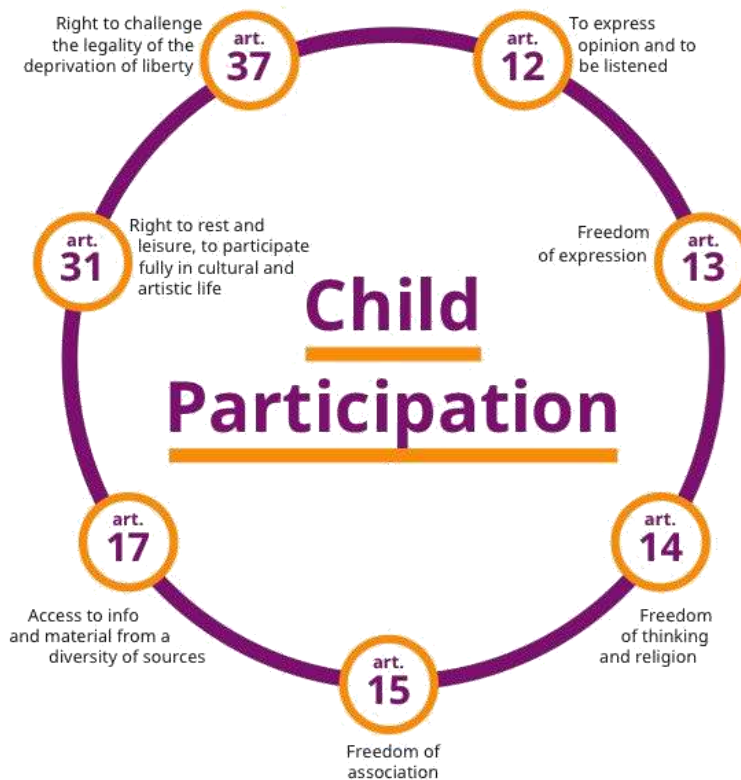 Right to challenge
the legality of the
deprivation of liberty
art.
37
art.
12
To express
opinion and to
be listened
art.
31
Right to rest and
leisure, to participate
fully in cultural and
artistic life
Freedom
of expression
art.
13
Child
Participation
art.
17
Access to info
and material from a
diversity of sources
art.
14
Freedom
of thinking
and religion
art.
15
Freedom of
association